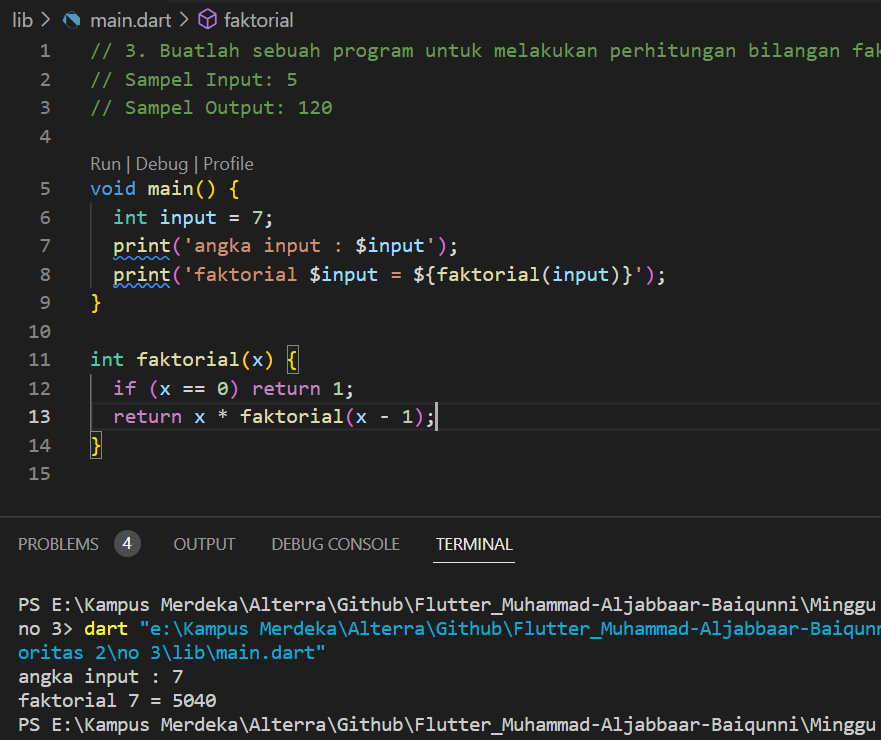 lib > main.dart > faktorial
1 // 3. Buatlah sebuah program untuk melakukan perhitungan bilangan
2 // Sampel Input: 5
3 // Sampel Output: 120
4
Run | Debug | Profile
5 void main() {
6   int input = 7;
7   print('angka input : $input');
8   print('faktorial $input = ${faktorial(input)}');
9 }
10
11 int faktorial(x) {
12   if (x == 0) return 1;
13   return x * faktorial(x - 1);
14 }
15
PROBLEMS 4 OUTPUT DEBUG CONSOLE TERMINAL
PS E:\Kampus Merdeka\Alterra\Github\Flutter_Muhammad-Aljabbaar-Baiqunni\Minggu
no 3> dart "e:\Kampus Merdeka\Alterra\Github\Flutter_Muhammad-Aljabbaar-Baiqunn
oritas 2\no 3\lib\main.dart"
angka input : 7
faktorial 7 = 5040
PS E:\Kampus Merdeka\Alterra\Github\Flutter_Muhammad-Aljabbaar-Baiqunni\Minggu